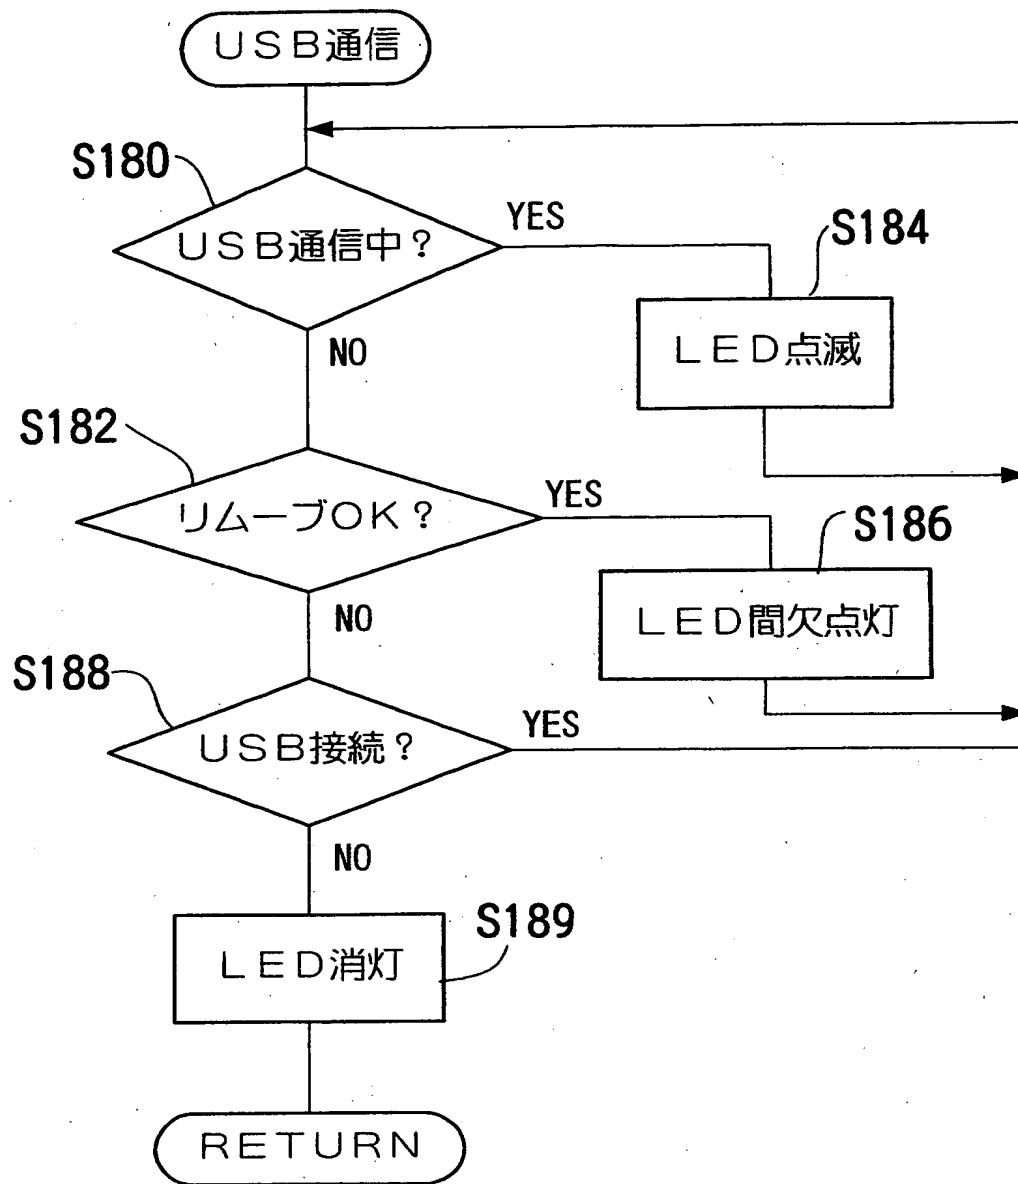 USB通信
S180
USB通信中?
YES
S184
LED点滅
NO
S182
リムーブOK?
YES
S186
LED間欠点灯
NO
S188
USB接続?
YES
NO
S189
LED消灯
RETURN